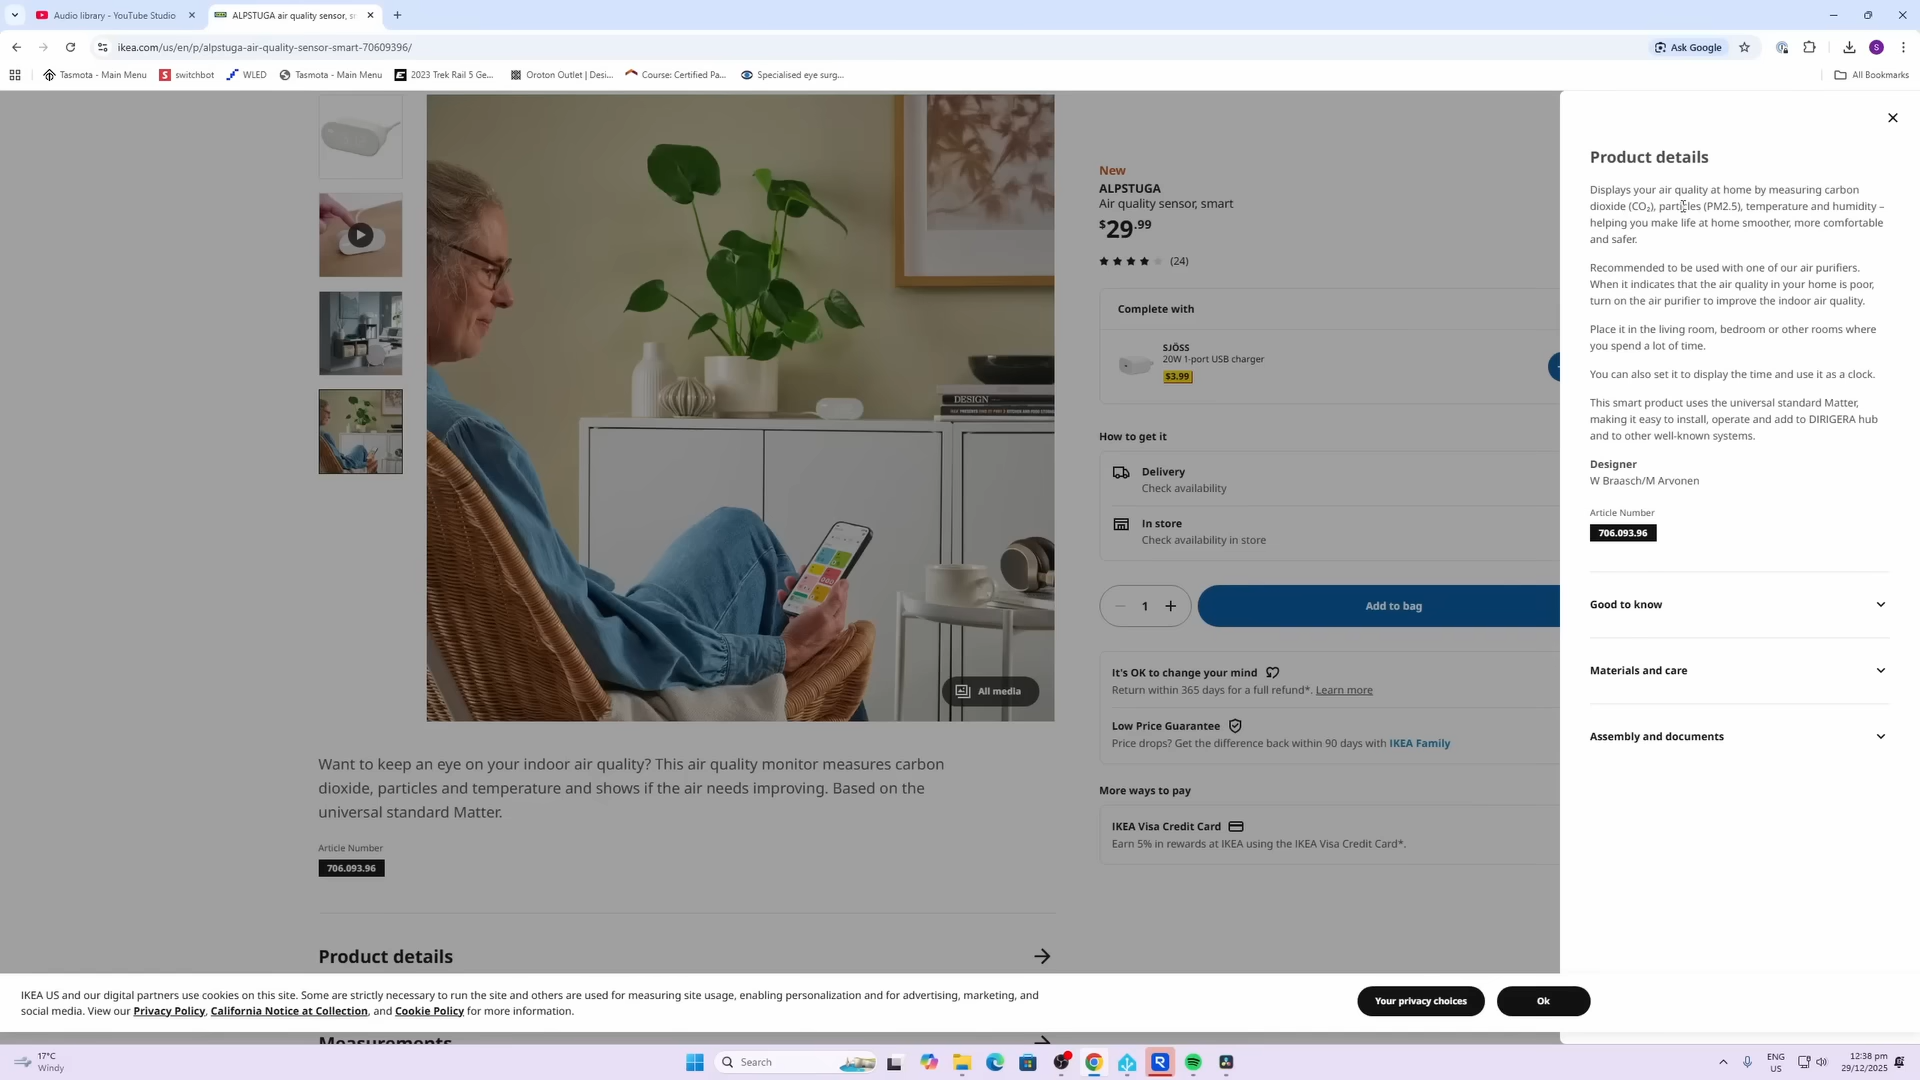 Audio library - YouTube Studio
ALPSTUGA air quality sensor, s
ikea.com/us/en/p/alpstuga-air-quality-sensor-smart-70609396/
Ask Google
Tasmota - Main Menu
switchbot
WLED
Tasmota - Main Menu
2023 Trek Rail 5 Ge...
Oroton Outlet | Desi...
Course: Certified Pa...
Specialised eye surg...
All Bookmarks
New
ALPSTUGA
Air quality sensor, smart
$29.99
(24)
Complete with
SJÖSS
20W 1-port USB charger
$3.99
How to get it
Delivery
Check availability
In store
Check availability in store
1
Add to bag
It's OK to change your mind
Return within 365 days for a full refund*. Learn more
Low Price Guarantee
Price drops? Get the difference back within 90 days with IKEA Family
More ways to pay
IKEA Visa Credit Card
Earn 5% in rewards at IKEA using the IKEA Visa Credit Card*.
DESIGN
All media
Want to keep an eye on your indoor air quality? This air quality monitor measures carbon
dioxide, particles and temperature and shows if the air needs improving. Based on the
universal standard Matter.
Article Number
706.093.96
Product details
Measurements
Product details
Displays your air quality at home by measuring carbon
dioxide (CO₂), particles (PM2.5), temperature and humidity –
helping you make life at home smoother, more comfortable
and safer.
Recommended to be used with one of our air purifiers.
When it indicates that the air quality in your home is poor,
turn on the air purifier to improve the indoor air quality.
Place it in the living room, bedroom or other rooms where
you spend a lot of time.
You can also set it to display the time and use it as a clock.
This smart product uses the universal standard Matter,
making it easy to install, operate and add to DIRIGERA hub
and to other well-known systems.
Designer
W Braasch/M Arvonen
Article Number
706.093.96
Good to know
Materials and care
Assembly and documents
IKEA US and our digital partners use cookies on this site. Some are strictly necessary to run the site and others are used for measuring site usage, enabling personalization and for advertising, marketing, and
social media. View our Privacy Policy, California Notice at Collection, and Cookie Policy for more information.
Your privacy choices
Ok
17°C
Windy
Search
ENG
US
12:38 PM
29/12/2025